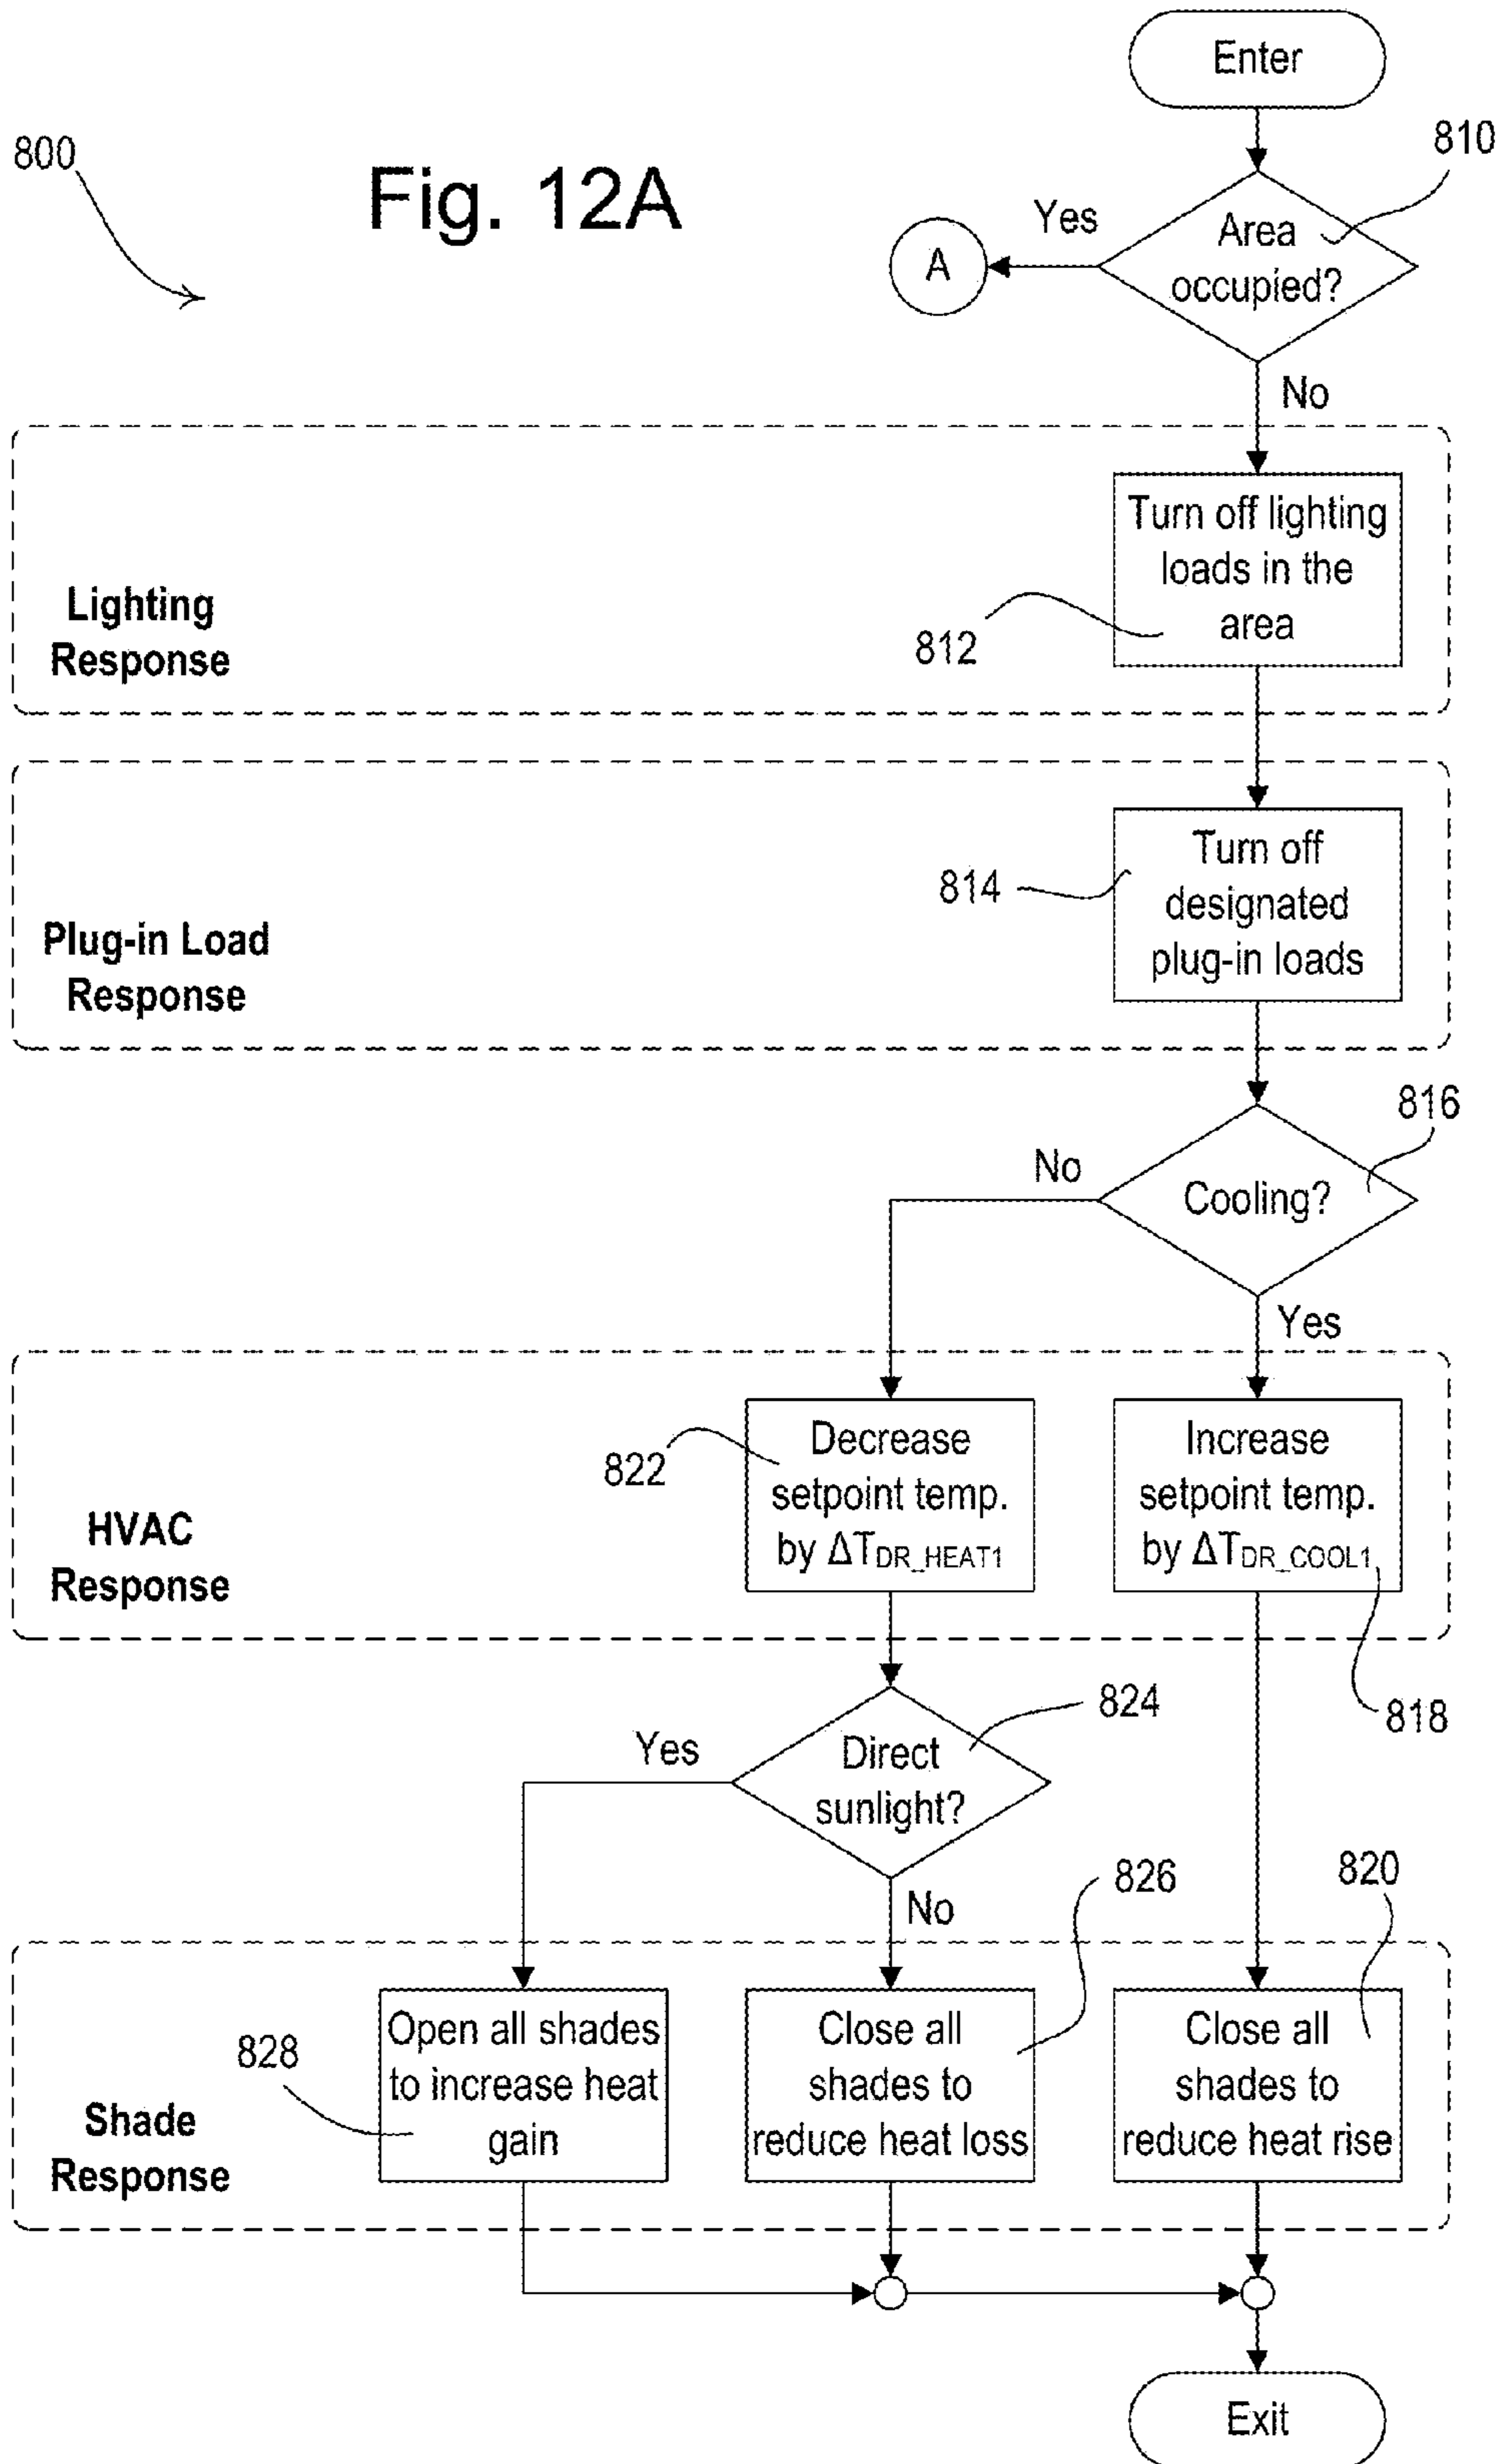 Enter
800
Fig. 12A
810
Yes
A
Area
occupied?
No
Lighting
Response
Turn off lighting
loads in the
area
812
Plug-in Load
Response
814
Turn off
designated
plug-in loads
816
No
Cooling?
Yes
HVAC
Response
822
Decrease
setpoint temp.
by ΔTDR_HEAT1
Increase
setpoint temp.
by ΔTDR_COOL1
818
824
Yes
Direct
sunlight?
No
826
820
Shade
Response
828
Open all shades
to increase heat
gain
Close all
shades to
reduce heat loss
Close all
shades to
reduce heat rise
Exit